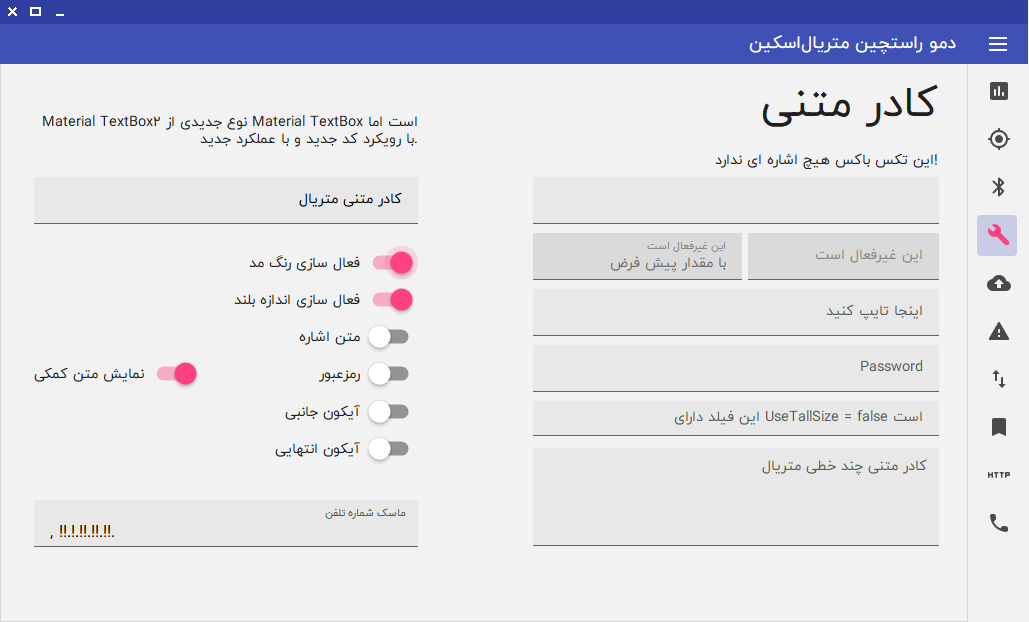 دمو راستچین متریال‌اسکین
کادر متنی
!این تکس باکس هیچ اشاره ای ندارد
این غیرفعال است
این غیرفعال است
با مقدار پیش فرض
اینجا تایپ کنید
Password
است UseTallSize = false این فیلد دارای
کادر متنی چند خطی متریال
است اما Material TextBox نوع جدیدی از Material TextBox۲
.با رویکرد کد جدید و با عملکرد جدید
کادر متنی متریال
فعال سازی رنگ مد
فعال سازی اندازه بلند
متن اشاره
رمزعبور
نمایش متن کمکی
آیکون جانبی
آیکون انتهایی
ماسک شماره تلفن
, !!.!.!!.!!.!!.
HTTP